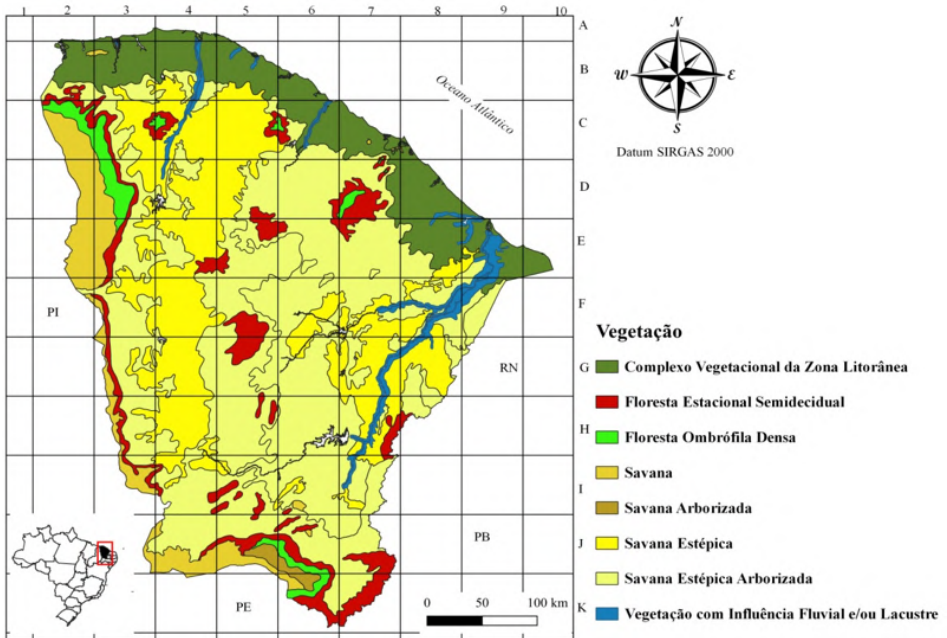 1 2 3 4 5 6 7 8 9 10
A
B
C
D
E
F
G
H
I
J
K
Oceano Atlântico
PI
RN
PB
PE
0 50 100 km
N
W E
S
Datum SIRGAS 2000
Vegetação
Complexo Vegetacional da Zona Litorânea
Floresta Estacional Semidecidual
Floresta Ombrófila Densa
Savana
Savana Arborizada
Savana Estépica
Savana Estépica Arborizada
Vegetação com Influência Fluvial e/ou Lacustre